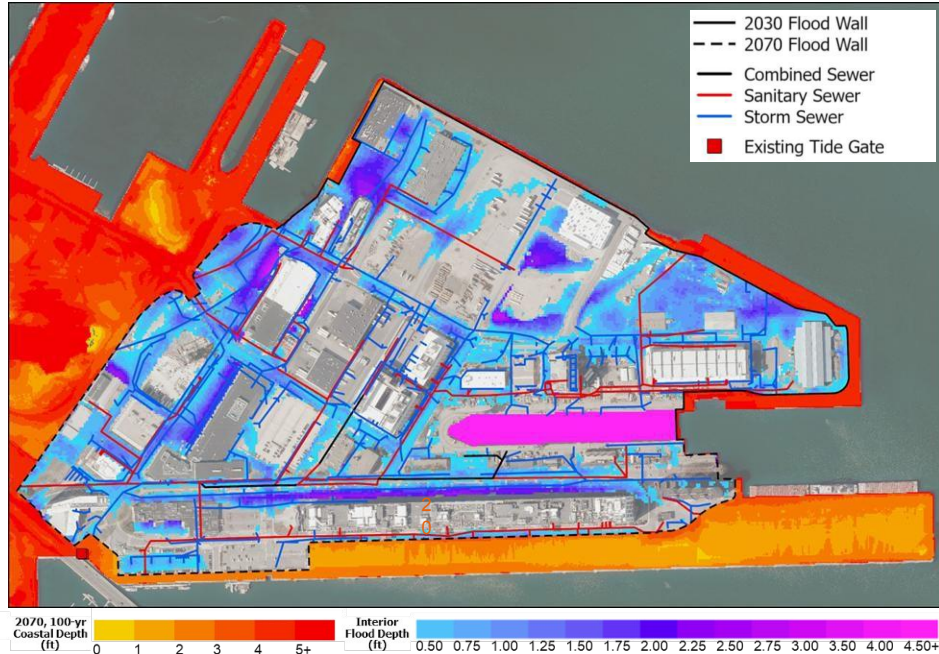 2030 Flood Wall
2070 Flood Wall
Combined Sewer
Sanitary Sewer
Storm Sewer
Existing Tide Gate
2
2070, 100-yr
Coastal Depth
(ft)
0 1 2 3 4 5+
Interior
Flood Depth
(ft)
0.50 0.75 1.00 1.25 1.50 1.75 2.00 2.25 2.50 2.75 3.00 3.50 4.00 4.50+